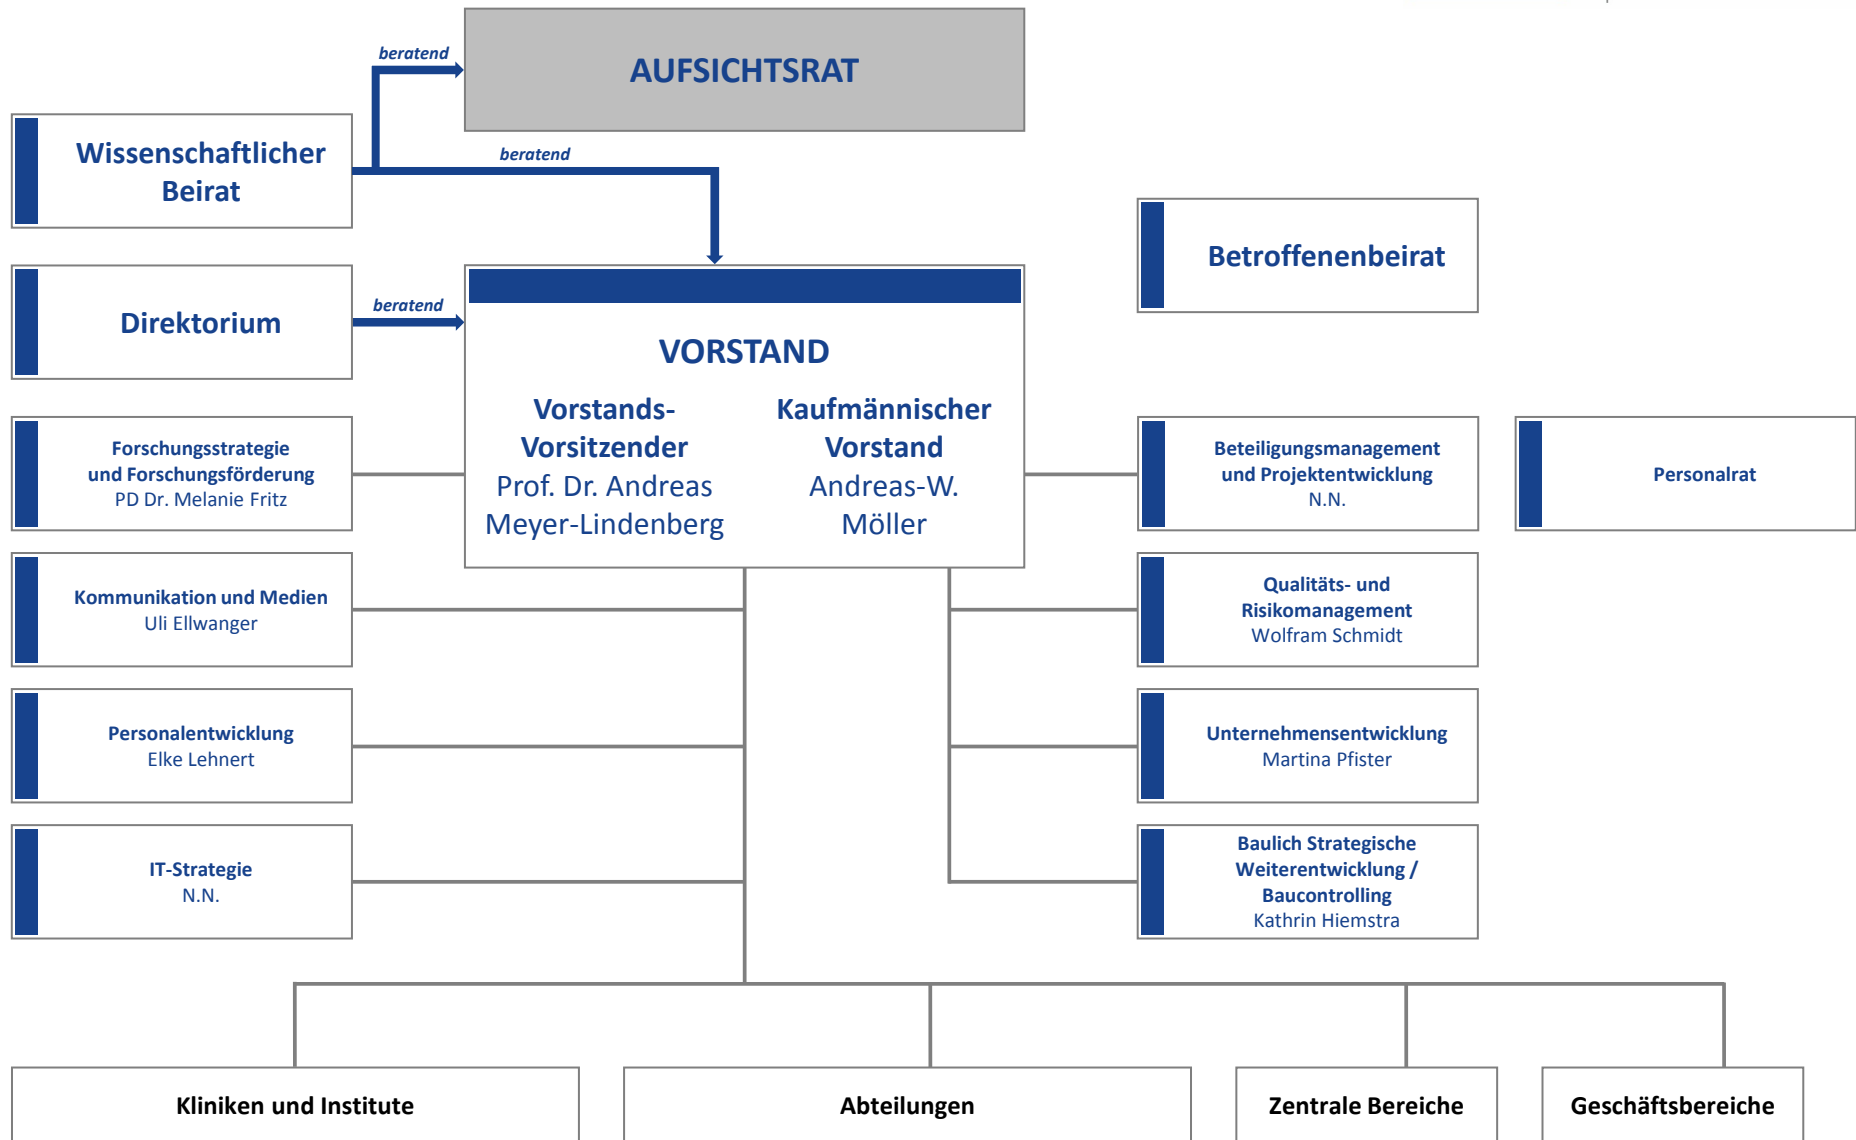 beratend
AUFSICHTSRAT
Wissenschaftlicher
Beirat
beratend
Betroffenenbeirat
Direktorium
beratend
VORSTAND
Vorstands-
Vorsitzender
Prof. Dr. Andreas
Meyer-Lindenberg
Kaufmännischer
Vorstand
Andreas-W.
Möller
Forschungsstrategie
und Forschungsförderung
PD Dr. Melanie Fritz
Beteiligungsmanagement
und Projektentwicklung
N.N.
Personalrat
Kommunikation und Medien
Uli Ellwanger
Qualitäts- und
Risikomanagement
Wolfram Schmidt
Personalentwicklung
Elke Lehnert
Unternehmensentwicklung
Martina Pfister
IT-Strategie
N.N.
Baulich Strategische
Weiterentwicklung /
Baucontrolling
Kathrin Hiemstra
Kliniken und Institute
Abteilungen
Zentrale Bereiche
Geschäftsbereiche